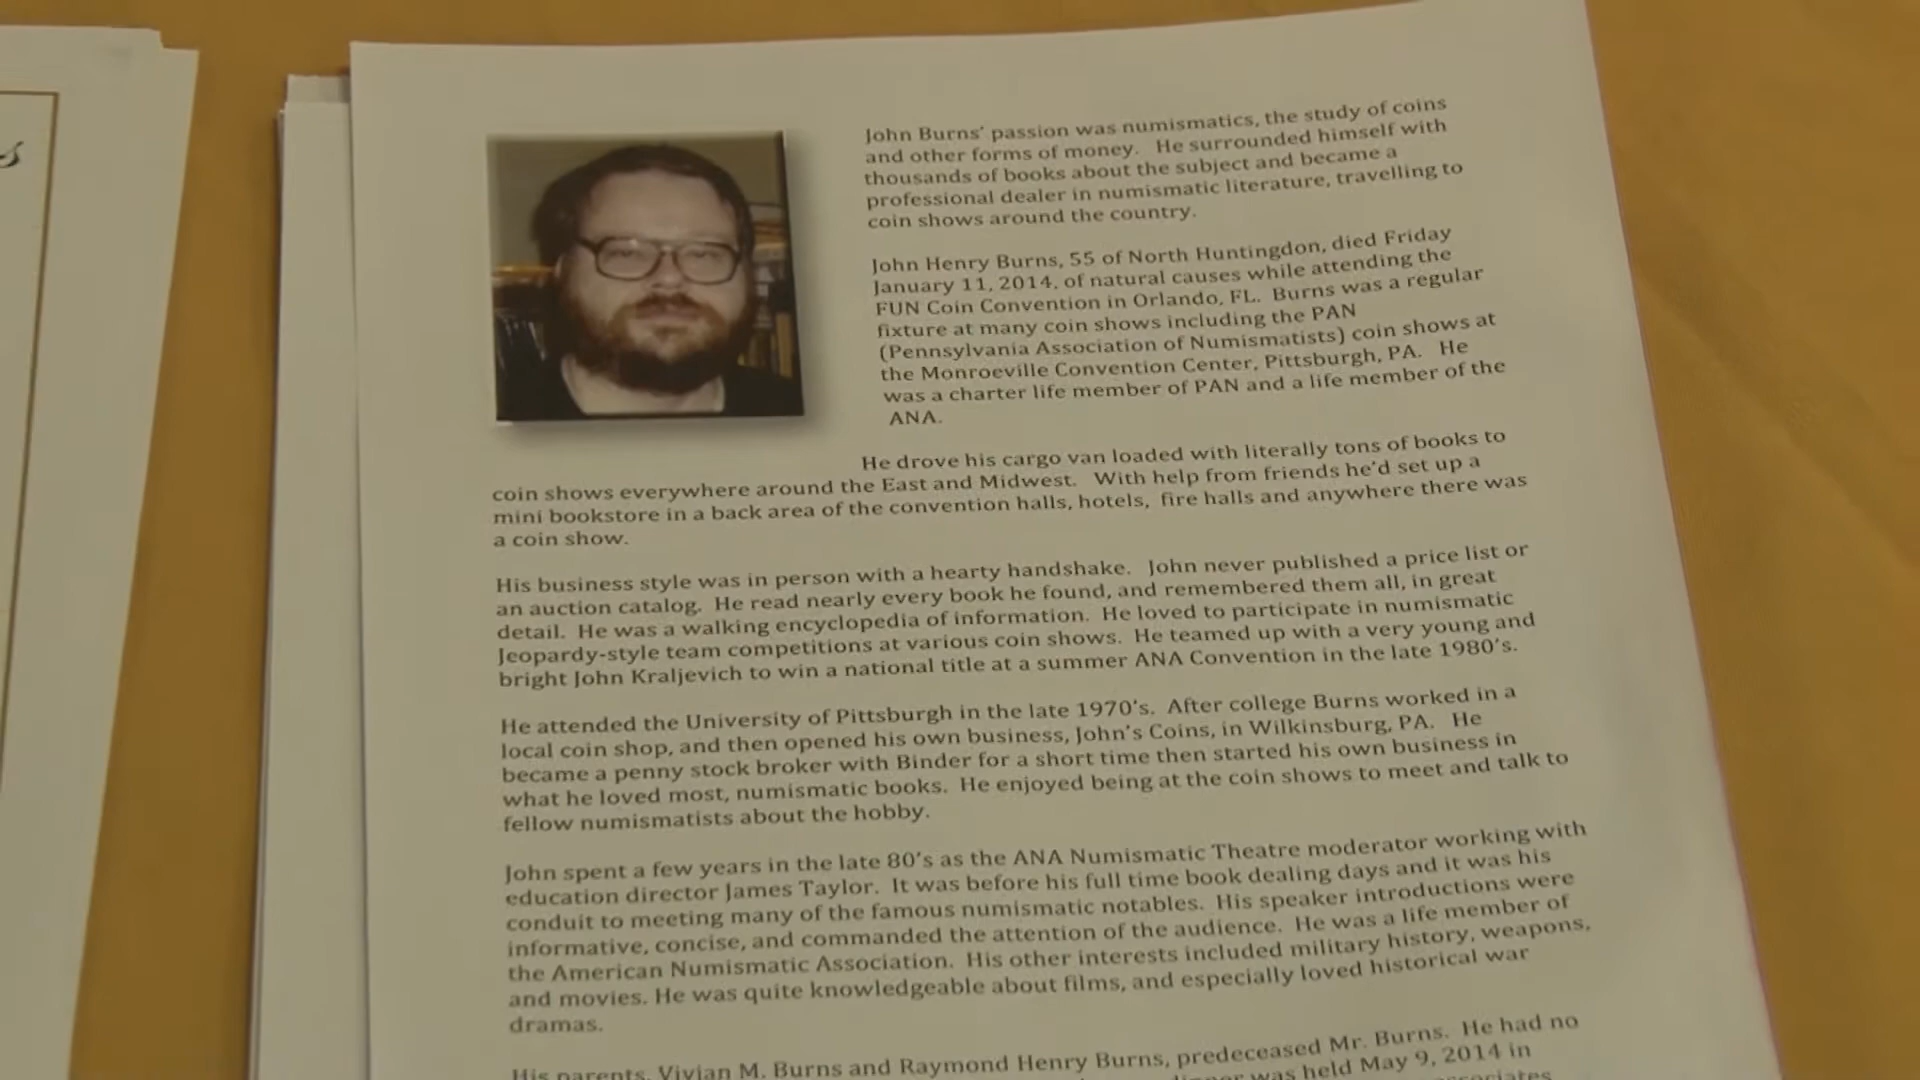 s
John Burns' passion was numismatics, the study of coins
and other forms of money. He surrounded himself with
thousands of books about the subject and became a
professional dealer in numismatic literature, travelling to
coin shows around the country.
John Henry Burns, 55 of North Huntingdon, died Friday
January 11, 2014, of natural causes while attending the
FUN Coin Convention in Orlando, FL. Burns was a regular
fixture at many coin shows including the PAN
(Pennsylvania Association of Numismatists) coin shows at
the Monroeville Convention Center, Pittsburgh, PA. He
was a charter life member of PAN and a life member of the
ANA.
He drove his cargo van loaded with literally tons of books to
coin shows everywhere around the East and Midwest. With help from friends he'd set up a
mini bookstore in a back area of the convention halls, hotels, fire halls and anywhere there was
a coin show.
His business style was in person with a hearty handshake. John never published a price list or
an auction catalog. He read nearly every book he found, and remembered them all, in great
detail. He was a walking encyclopedia of information. He loved to participate in numismatic
Jeopardy-style team competitions at various coin shows. He teamed up with a very young and
bright John Kraljevich to win a national title at a summer ANA Convention in the late 1980's.
He attended the University of Pittsburgh in the late 1970's. After college Burns worked in a
local coin shop, and then opened his own business, John's Coins, in Wilkinsburg, PA. He
became a penny stock broker with Binder for a short time then started his own business in
what he loved most, numismatic books. He enjoyed being at the coin shows to meet and talk to
fellow numismatists about the hobby.
John spent a few years in the late 80's as the ANA Numismatic Theatre moderator working with
education director James Taylor. It was before his full time book dealing days and it was his
conduit to meeting many of the famous numismatic notables. His speaker introductions were
informative, concise, and commanded the attention of the audience. He was a life member of
the American Numismatic Association. His other interests included military history, weapons,
and movies. He was quite knowledgeable about films, and especially loved historical war
dramas.
His parents, Vivian M. Burns and Raymond Henry Burns, predeceased Mr. Burns. He had no
was held May 9, 2014 in